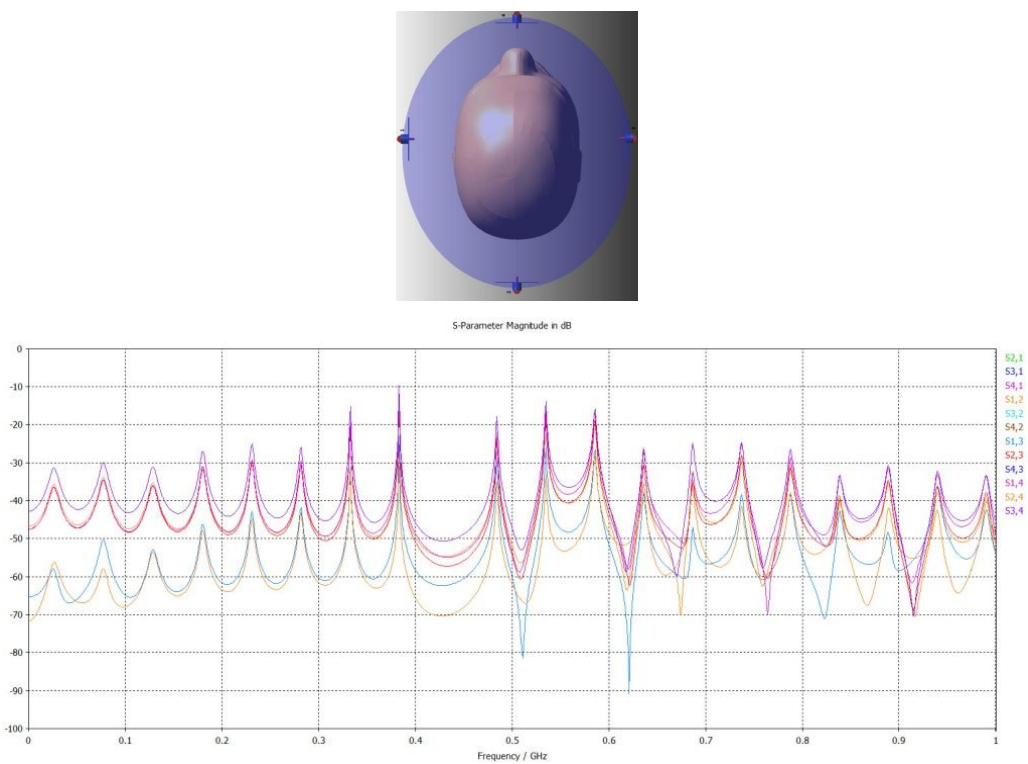 S-Parameter Magnitude in dB
0
-10
-20
-30
-40
-50
-60
-70
-80
-90
-100
0 0.1 0.2 0.3 0.4 0.5 0.6 0.7 0.8 0.9 1
Frequency / GHz
S2,1
S3,1
S4,1
S1,2
S3,2
S4,2
S1,3
S2,3
S4,3
S1,4
S2,4
S3,4